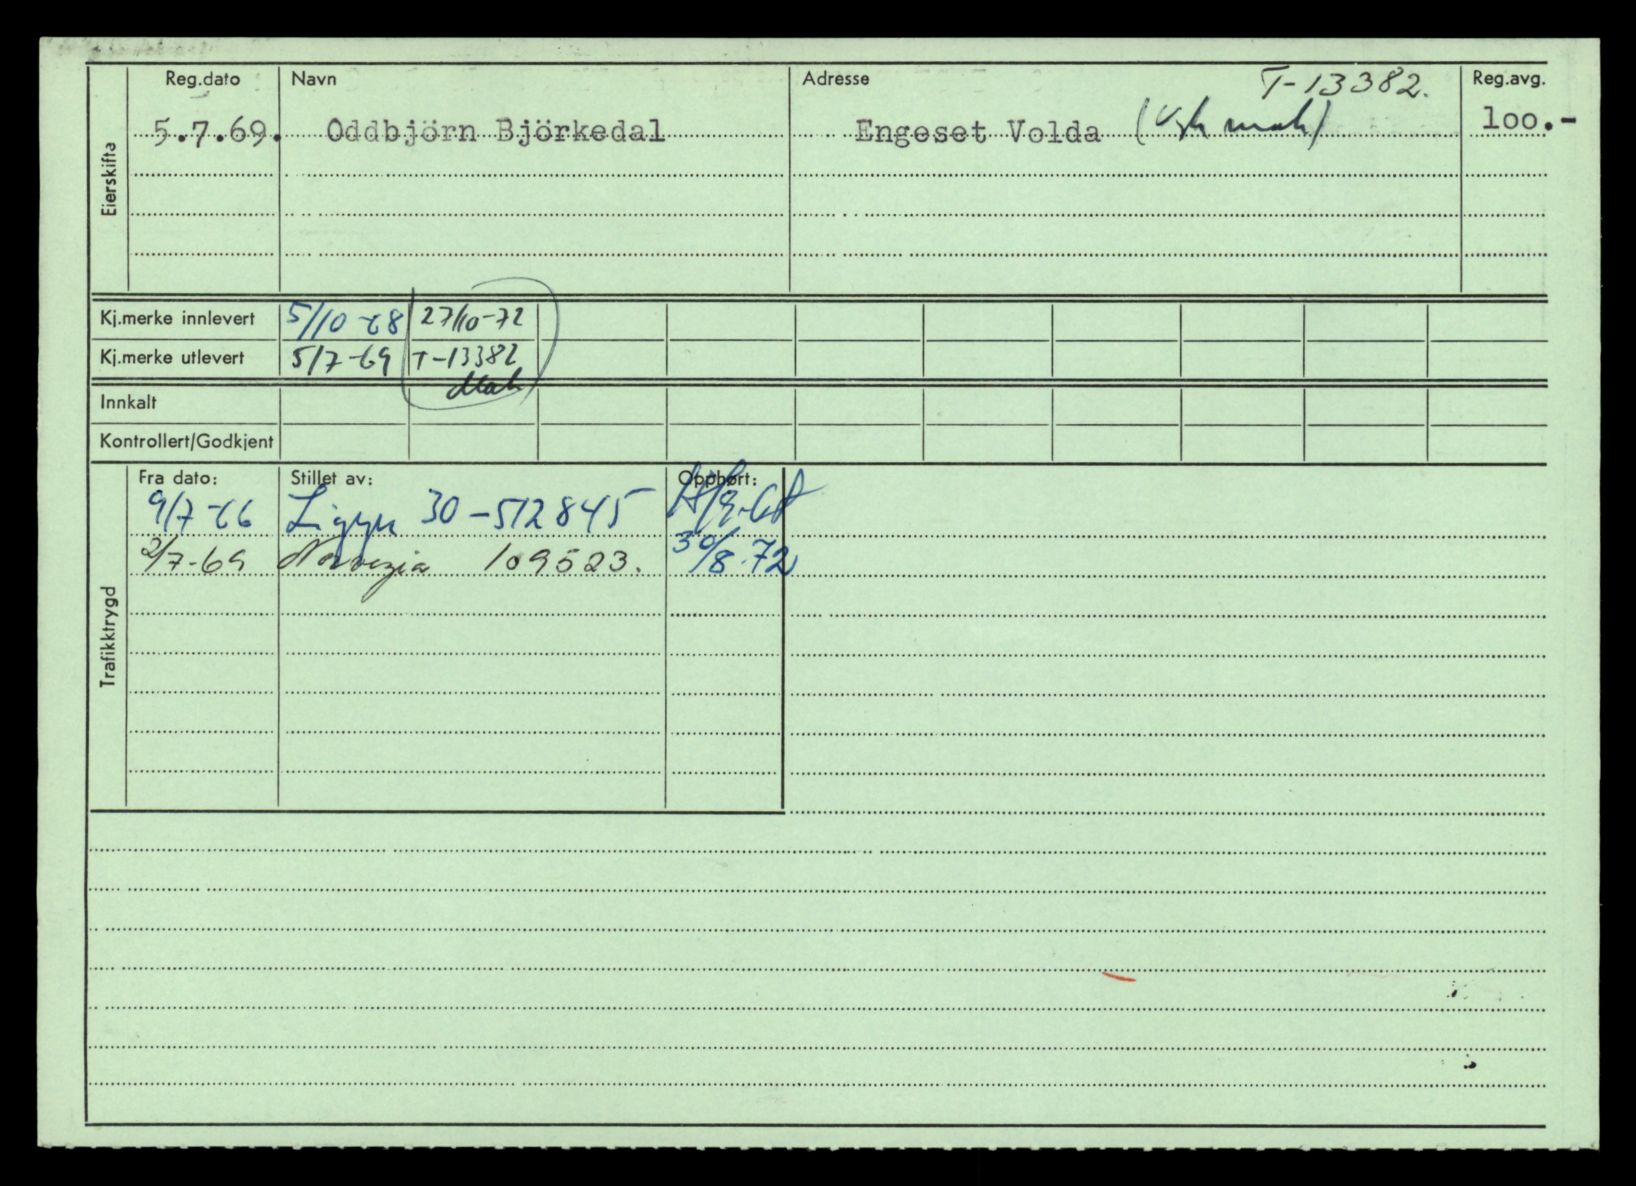 Reg.dato Navn Adresse T-13382. Reg.avg.
5.7.69. Oddbjörn Björkedal Engeset Volda 100.-
Eierskifte
Kj.merke innlevert 5/10-68 27/10-72
Kj.merke utlevert 5/7-69 T-13382
Innkalt
Kontrollert/Godkjent
Trafikktrygd
Fra dato: Stillet av: Opphørt:
9/7-66 30-512845
2/7-69 Norvegia 109523. 30/8-72